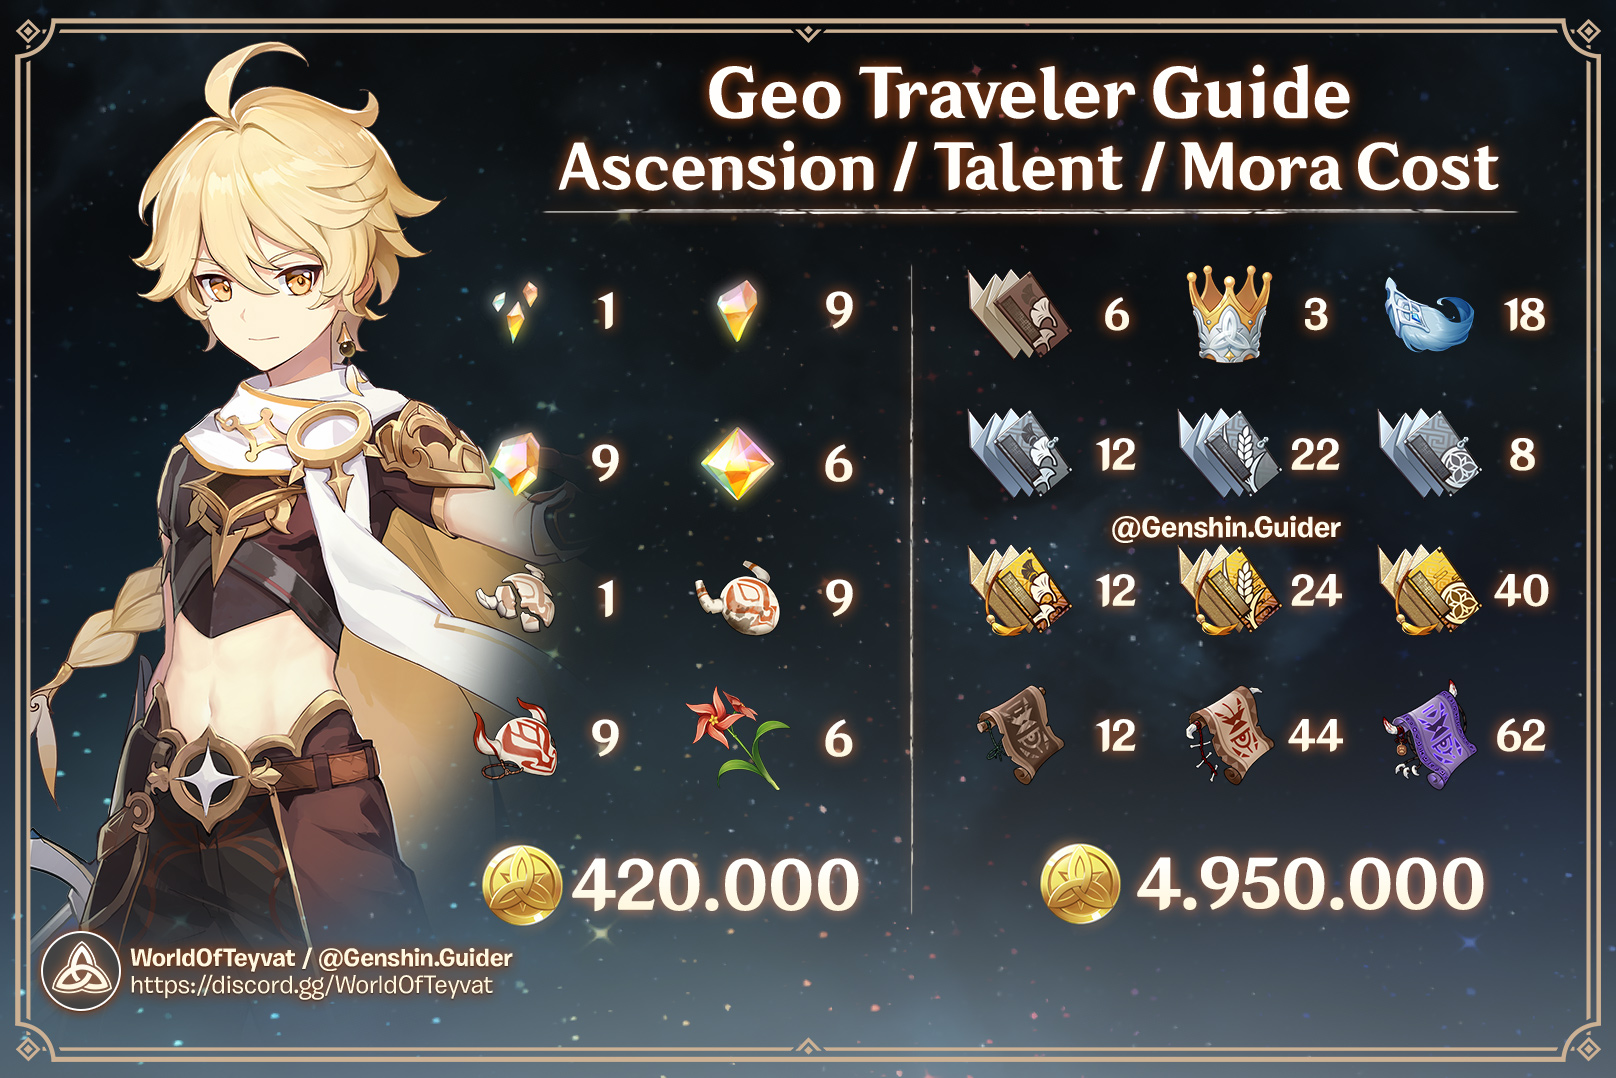 Geo Traveler Guide
Ascension / Talent / Mora Cost
1 9
9 6
1 9
9 6
420.000
6 3 18
12 22 8
@Genshin.Guider
12 24 40
12 44 62
4.950.000
WorldOfTeyvat / @Genshin.Guider
https://discord.gg/WorldOfTeyvat